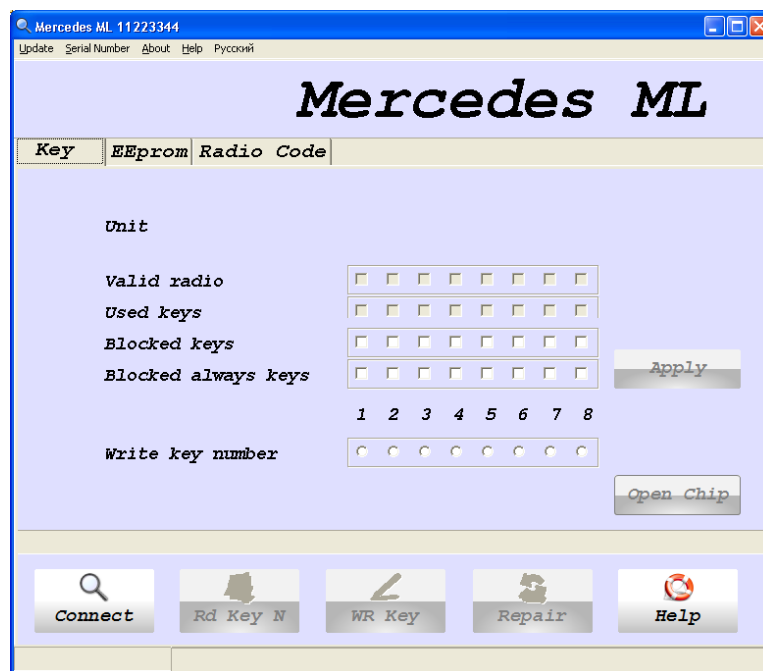 Mercedes ML 11223344
Update Serial Number About Help Русский
Mercedes ML
Key EEprom Radio Code
Unit
Valid radio
Used keys
Blocked keys
Blocked always keys
Apply
1 2 3 4 5 6 7 8
Write key number
Open Chip
Connect Rd Key N WR Key Repair Help